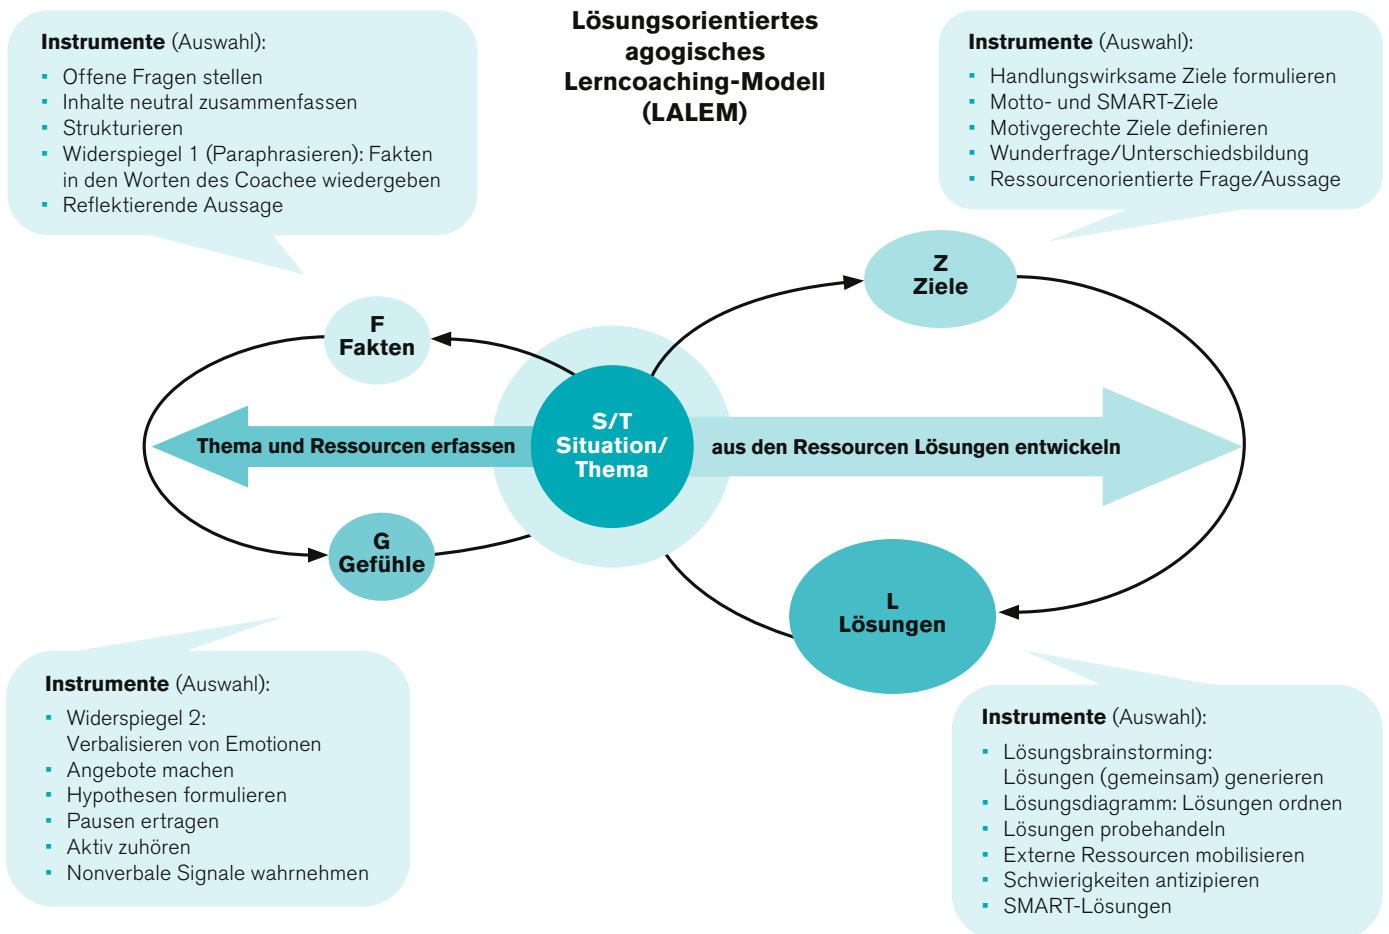 Lösungsorientiertes
agogisches
Lerncoaching-Modell
(LALEM)
Instrumente (Auswahl):
▪ Offene Fragen stellen
▪ Inhalte neutral zusammenfassen
▪ Strukturieren
▪ Widerspiegel 1 (Paraphrasieren): Fakten
in den Worten des Coachee wiedergeben
▪ Reflektierende Aussage
Instrumente (Auswahl):
▪ Handlungswirksame Ziele formulieren
▪ Motto- und SMART-Ziele
▪ Motivgerechte Ziele definieren
▪ Wunderfrage/Unterschiedsbildung
▪ Ressourcenorientierte Frage/Aussage
F
Fakten
Z
Ziele
Thema und Ressourcen erfassen
S/T
Situation/
Thema
aus den Ressourcen Lösungen entwickeln
G
Gefühle
L
Lösungen
Instrumente (Auswahl):
▪ Widerspiegel 2:
Verbalisieren von Emotionen
▪ Angebote machen
▪ Hypothesen formulieren
▪ Pausen ertragen
▪ Aktiv zuhören
▪ Nonverbale Signale wahrnehmen
Instrumente (Auswahl):
▪ Lösungsbrainstorming:
Lösungen (gemeinsam) generieren
▪ Lösungsdiagramm: Lösungen ordnen
▪ Lösungen probehandeln
▪ Externe Ressourcen mobilisieren
▪ Schwierigkeiten antizipieren
▪ SMART-Lösungen